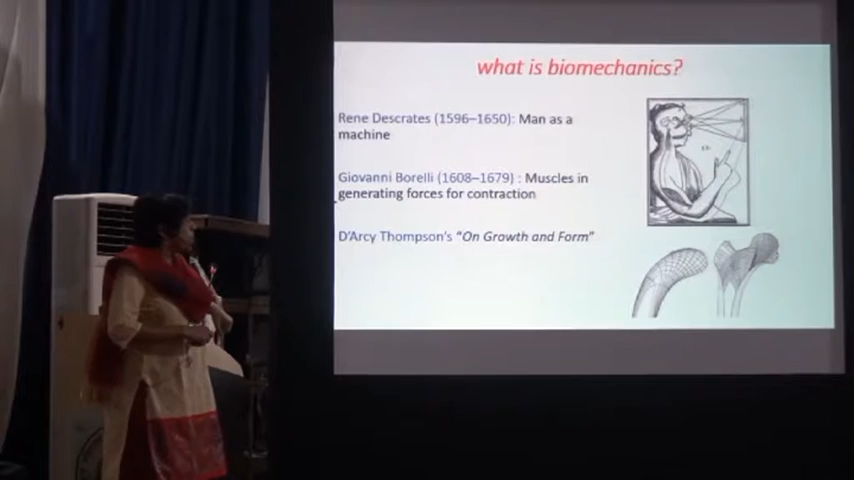 what is biomechanics?
Rene Descrates (1596–1650): Man as a
machine
Giovanni Borelli (1608–1679) : Muscles in
generating forces for contraction
D'Arcy Thompson's "On Growth and Form"